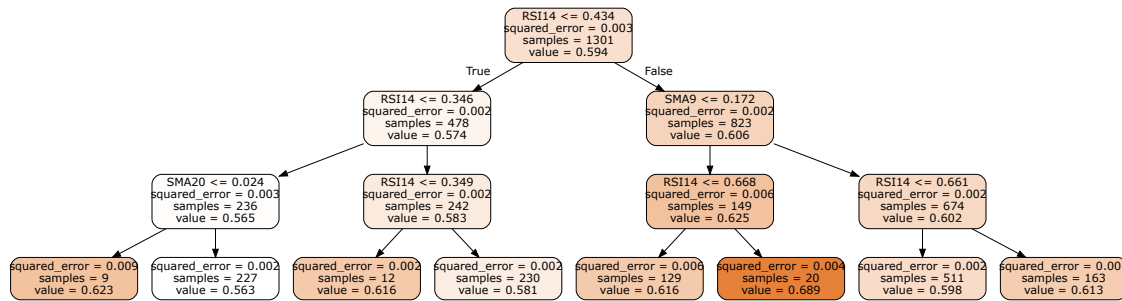 RSI14 <= 0.434
squared_error = 0.003
samples = 1301
value = 0.594
True
False
RSI14 <= 0.346
squared_error = 0.002
samples = 478
value = 0.574
SMA9 <= 0.172
squared_error = 0.002
samples = 823
value = 0.606
SMA20 <= 0.024
squared_error = 0.003
samples = 236
value = 0.565
RSI14 <= 0.349
squared_error = 0.002
samples = 242
value = 0.583
RSI14 <= 0.668
squared_error = 0.006
samples = 149
value = 0.625
RSI14 <= 0.661
squared_error = 0.002
samples = 674
value = 0.602
squared_error = 0.009
samples = 9
value = 0.623
squared_error = 0.002
samples = 227
value = 0.563
squared_error = 0.002
samples = 12
value = 0.616
squared_error = 0.002
samples = 230
value = 0.581
squared_error = 0.006
samples = 129
value = 0.616
squared_error = 0.004
samples = 20
value = 0.689
squared_error = 0.002
samples = 511
value = 0.598
squared_error = 0.00
samples = 163
value = 0.613